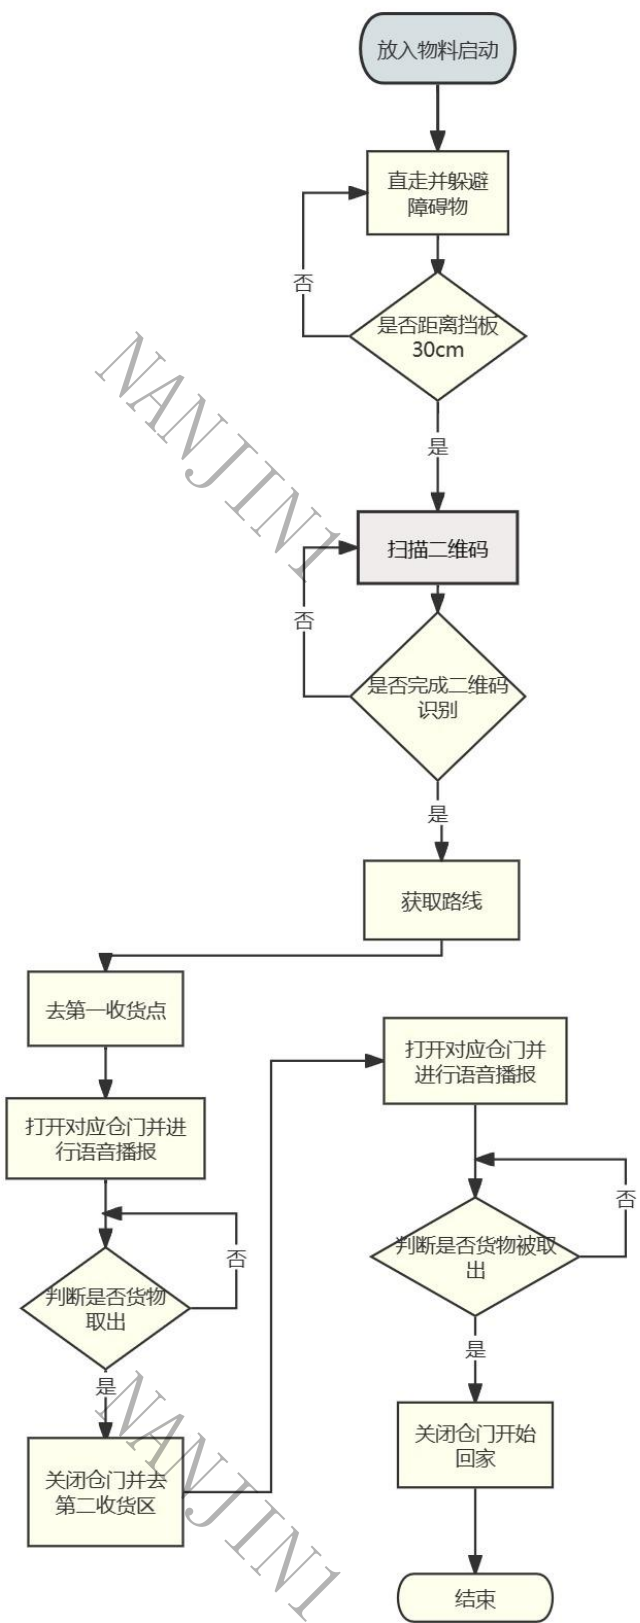 放入物料启动
直走并躲避
障碍物
否
是否距离挡板
30cm
是
扫描二维码
否
是否完成二维码
识别
是
获取路线
去第一收货点
打开对应仓门并进
行语音播报
否
判断是否货物
取出
是
关闭仓门并去
第二收货区
打开对应仓门并
进行语音播报
否
判断是否货物被取
出
是
关闭仓门开始
回家
结束
NANJIN1
NANJIN1